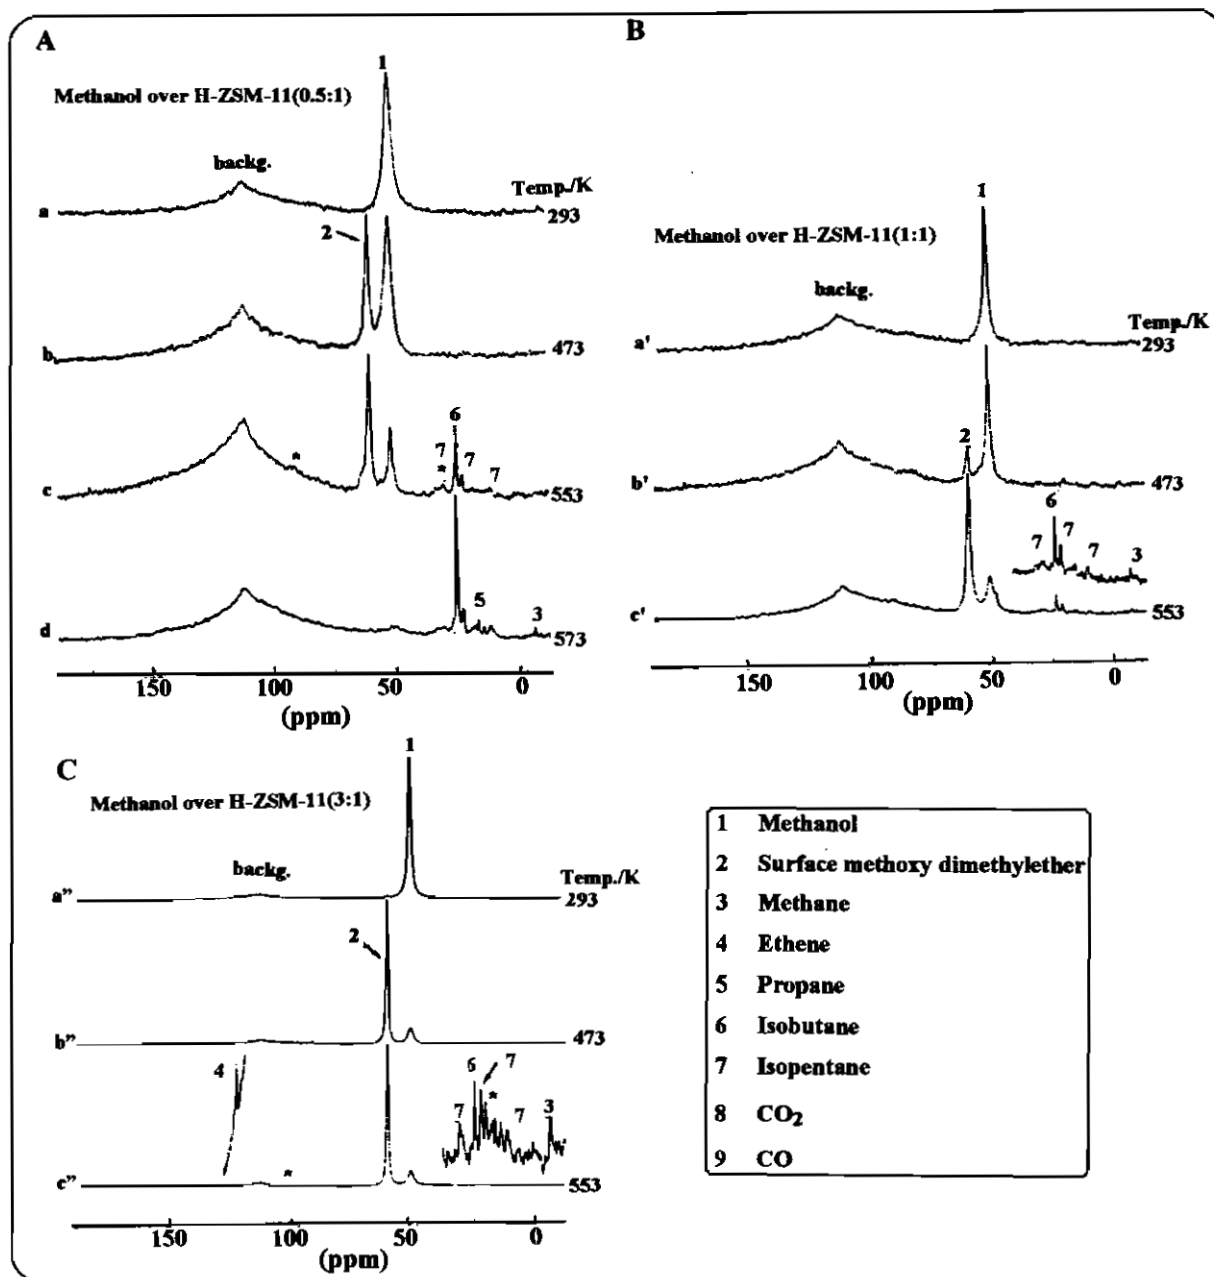 A
Methanol over H-ZSM-11(0.5:1)
1
backg.
Temp./K
a
293
2
b
473
6
7
*
*
7
7
c
553
5
3
d
573
150
100
50
0
(ppm)
B
1
Methanol over H-ZSM-11(1:1)
backg.
Temp./K
a'
293
2
b'
473
6
7
7
7
3
c'
553
150
100
50
0
(ppm)
C
1
Methanol over H-ZSM-11(3:1)
backg.
Temp./K
a”
293
2
b”
473
4
6
7
7
*
7
3
*
c”
553
150
100
50
0
(ppm)
1 Methanol
2 Surface methoxy dimethylether
3 Methane
4 Ethene
5 Propane
6 Isobutane
7 Isopentane
8 CO₂
9 CO